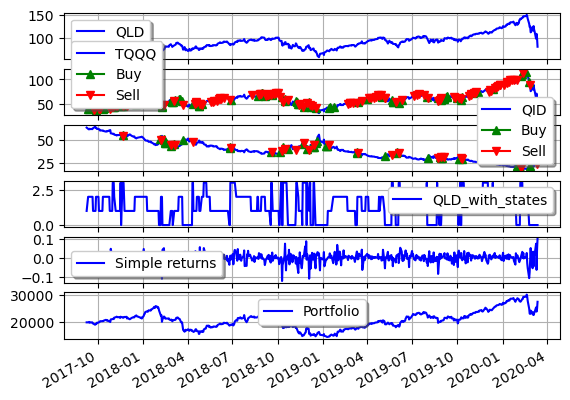 150
QLD
100
TQQQ
Buy
Sell
100
50
QID
Buy
Sell
50
25
2.5
0.0
QLD_with_states
0.1
0.0
−0.1
Simple returns
30000
20000
Portfolio
2017-10
2018-01
2018-04
2018-07
2018-10
2019-01
2019-04
2019-07
2019-10
2020-01
2020-04